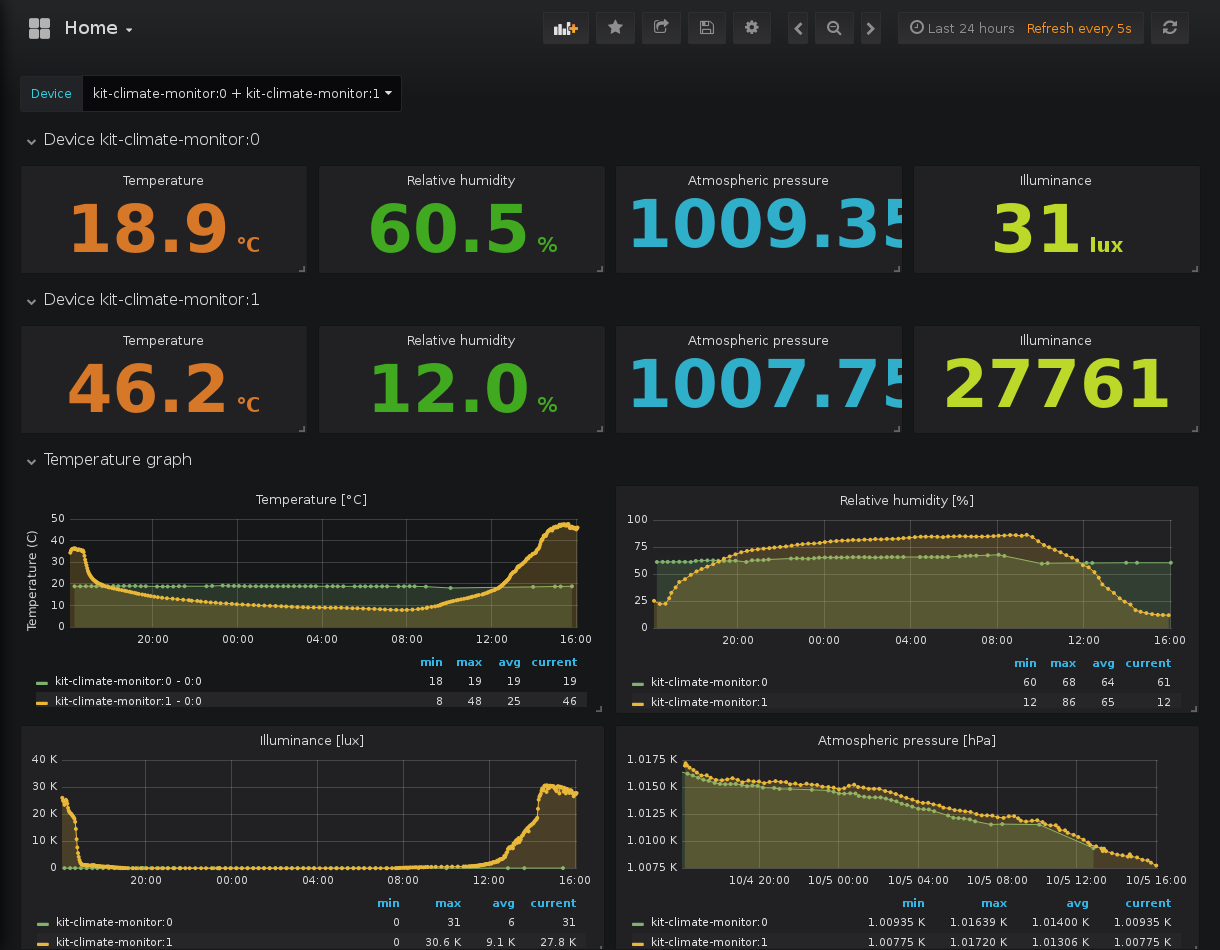 Home
Last 24 hours Refresh every 5s
Device kit-climate-monitor:0 + kit-climate-monitor:1
Device kit-climate-monitor:0
Temperature Relative humidity Atmospheric pressure Illuminance
18.9 °C 60.5 % 1009.35 31 lux
Device kit-climate-monitor:1
Temperature Relative humidity Atmospheric pressure Illuminance
46.2 °C 12.0 % 1007.75 27761
Temperature graph
Temperature [°C]
Temperature (C)
50
40
30
20
10
0
20:00 00:00 04:00 08:00 12:00 16:00
min max avg current
kit-climate-monitor:0 - 0:0 18 19 19 19
kit-climate-monitor:1 - 0:0 8 48 25 46
Relative humidity [%]
100
75
50
25
0
20:00 00:00 04:00 08:00 12:00 16:00
min max avg current
kit-climate-monitor:0 60 68 64 61
kit-climate-monitor:1 12 86 65 12
Illuminance [lux]
40 K
30 K
20 K
10 K
0
20:00 00:00 04:00 08:00 12:00 16:00
min max avg current
kit-climate-monitor:0 0 31 6 31
kit-climate-monitor:1 0 30.6 K 9.1 K 27.8 K
Atmospheric pressure [hPa]
1.0175 K
1.0150 K
1.0125 K
1.0100 K
1.0075 K
10/4 20:00 10/5 00:00 10/5 04:00 10/5 08:00 10/5 12:00 10/5 16:00
min max avg current
kit-climate-monitor:0 1.00935 K 1.01639 K 1.01400 K 1.00935 K
kit-climate-monitor:1 1.00775 K 1.01720 K 1.01306 K 1.00775 K